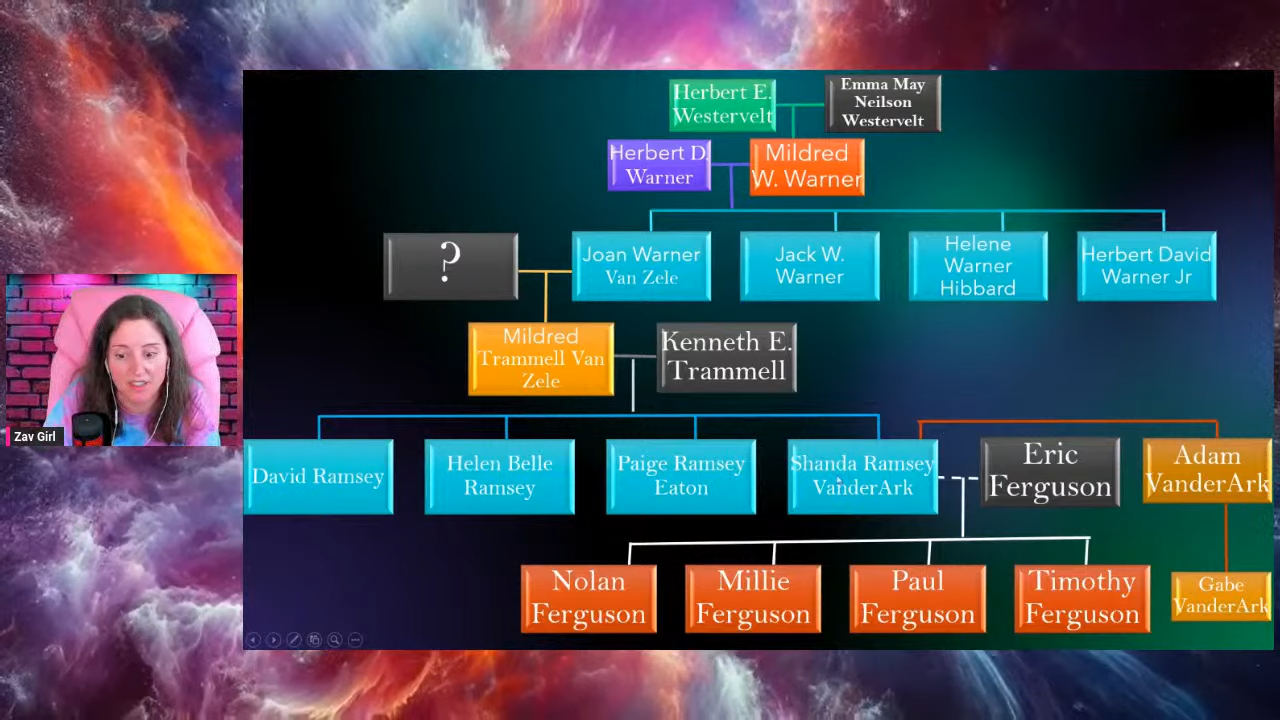 Herbert E.
Westervelt
Emma May
Neilson
Westervelt
Herbert D.
Warner
Mildred
W. Warner
?
Joan Warner
Van Zele
Jack W.
Warner
Helene
Warner
Hibbard
Herbert David
Warner Jr
Mildred
Trammell Van
Zele
Kenneth E.
Trammell
David Ramsey
Helen Belle
Ramsey
Paige Ramsey
Eaton
Shanda Ramsey
VanderArk
Eric
Ferguson
Adam
VanderArk
Nolan
Ferguson
Millie
Ferguson
Paul
Ferguson
Timothy
Ferguson
Gabe
VanderArk
Zav Girl